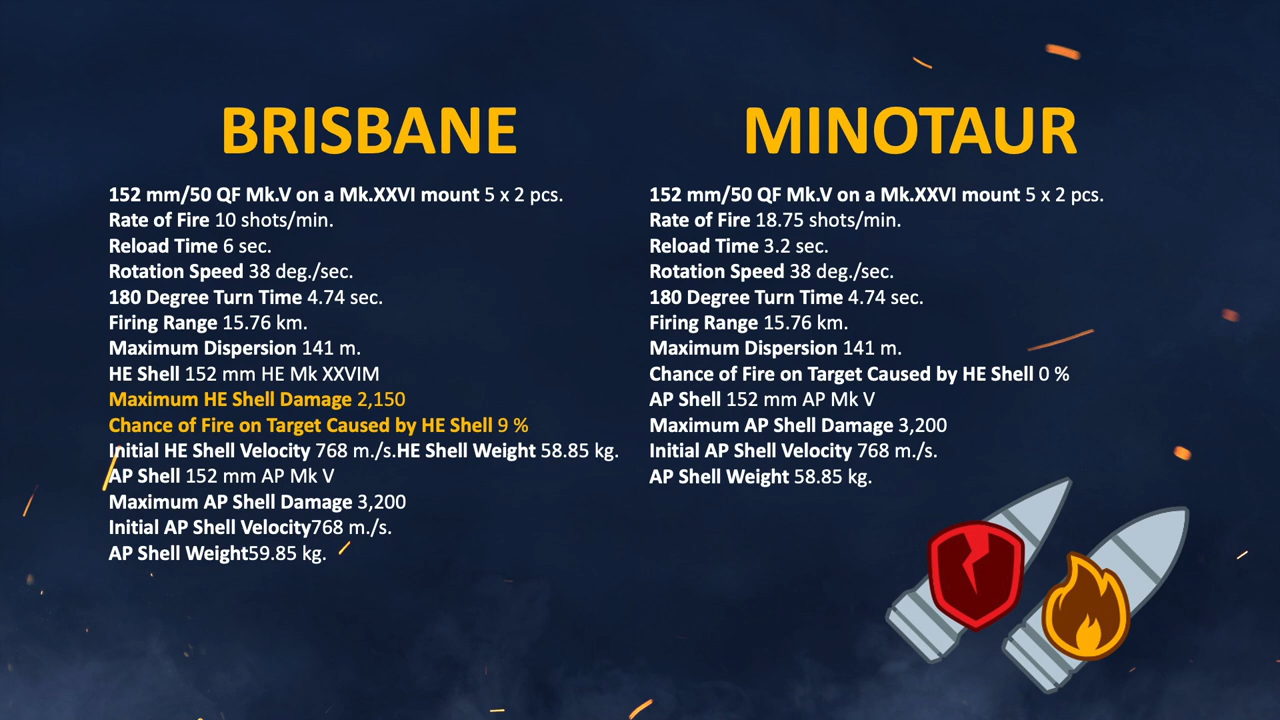 BRISBANE
152 mm/50 QF Mk.V on a Mk.XXVI mount 5 x 2 pcs.
Rate of Fire 10 shots/min.
Reload Time 6 sec.
Rotation Speed 38 deg./sec.
180 Degree Turn Time 4.74 sec.
Firing Range 15.76 km.
Maximum Dispersion 141 m.
HE Shell 152 mm HE Mk XXVIM
Maximum HE Shell Damage 2,150
Chance of Fire on Target Caused by HE Shell 9 %
Initial HE Shell Velocity 768 m./s.HE Shell Weight 58.85 kg.
AP Shell 152 mm AP Mk V
Maximum AP Shell Damage 3,200
Initial AP Shell Velocity768 m./s.
AP Shell Weight59.85 kg.
MINOTAUR
152 mm/50 QF Mk.V on a Mk.XXVI mount 5 x 2 pcs.
Rate of Fire 18.75 shots/min.
Reload Time 3.2 sec.
Rotation Speed 38 deg./sec.
180 Degree Turn Time 4.74 sec.
Firing Range 15.76 km.
Maximum Dispersion 141 m.
Chance of Fire on Target Caused by HE Shell 0 %
AP Shell 152 mm AP Mk V
Maximum AP Shell Damage 3,200
Initial AP Shell Velocity 768 m./s.
AP Shell Weight 58.85 kg.